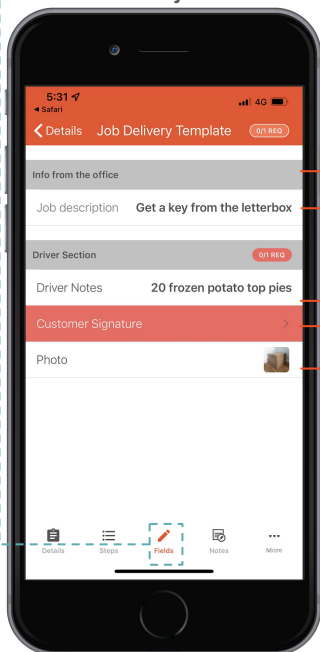 5:31
4G
Safari
Details Job Delivery Template 0/1 REQ
Info from the office
Job description Get a key from the letterbox
Driver Section 0/1 REQ
Driver Notes 20 frozen potato top pies
Customer Signature
Photo
Details Steps Fields Notes More